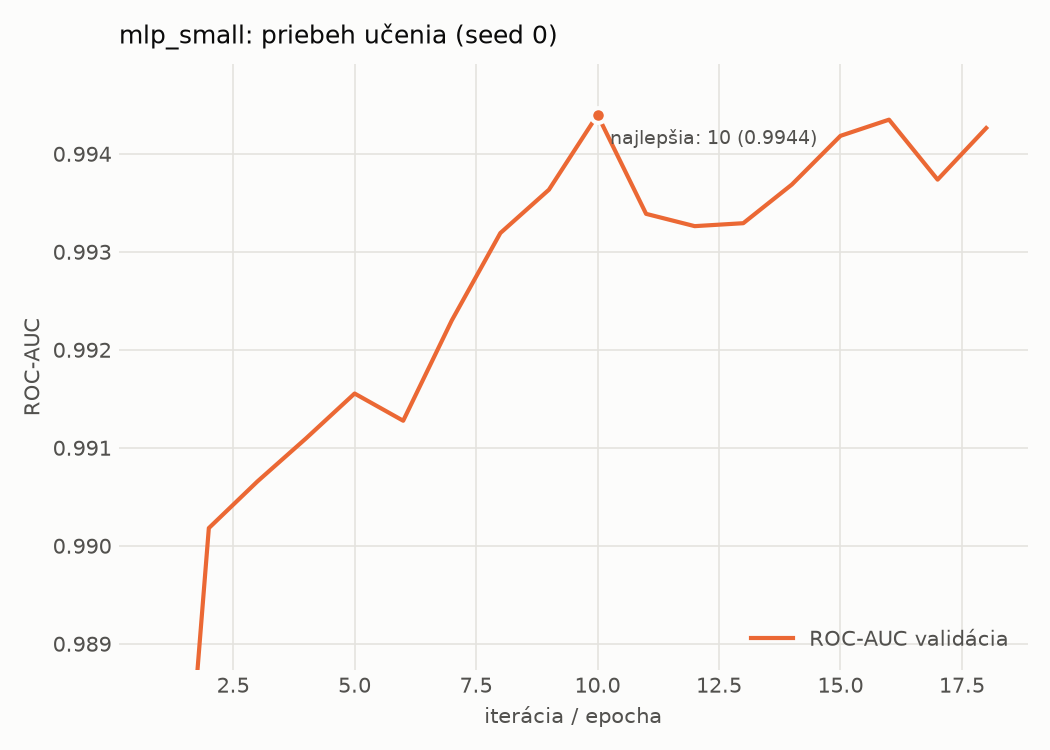 mlp_small: priebeh učenia (seed 0)
najlepšia: 10 (0.9944)
0.994
0.993
0.992
0.991
0.990
0.989
ROC-AUC
ROC-AUC validácia
2.5 5.0 7.5 10.0 12.5 15.0 17.5
iterácia / epocha